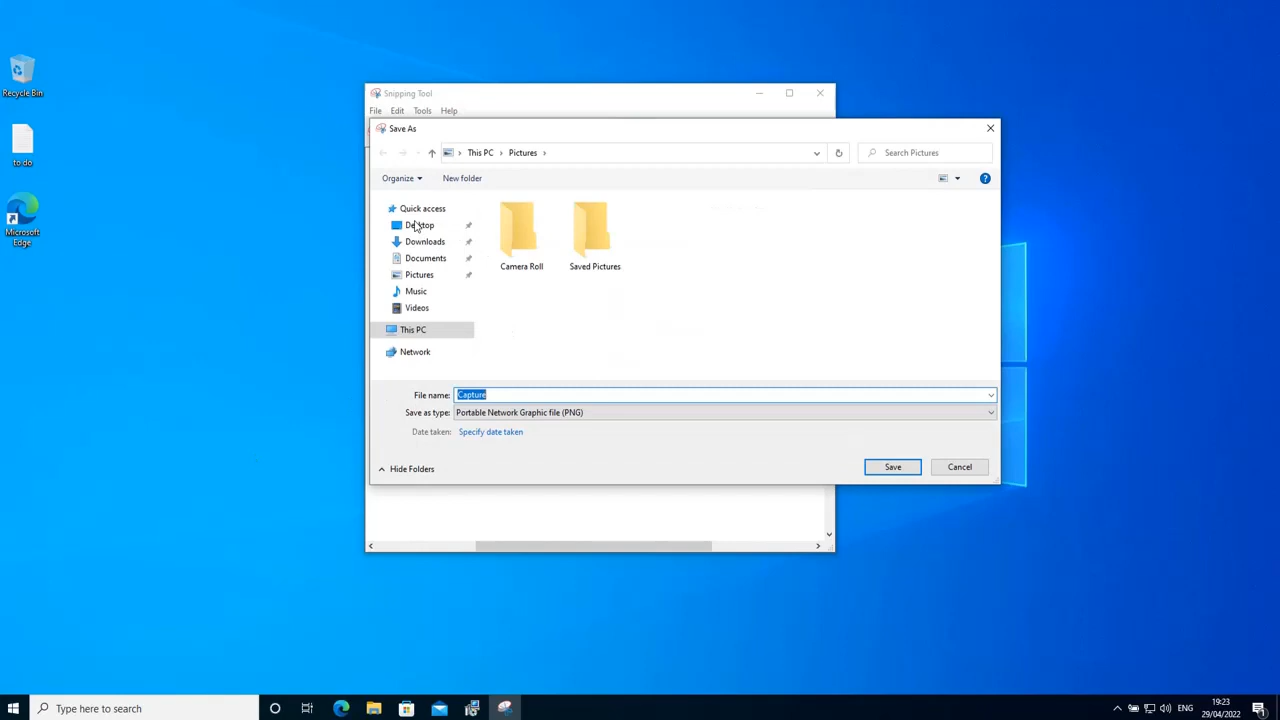 Recycle Bin
to do
Microsoft
Edge
Snipping Tool
File Edit Tools Help
Save As
This PC Pictures
Search Pictures
Organize New folder
Quick access
Desktop
Downloads
Documents
Pictures
Music
Videos
This PC
Network
Camera Roll
Saved Pictures
File name: Capture
Save as type: Portable Network Graphic file (PNG)
Date taken: Specify date taken
Hide Folders
Save
Cancel
Type here to search
ENG
19:23
29/04/2022